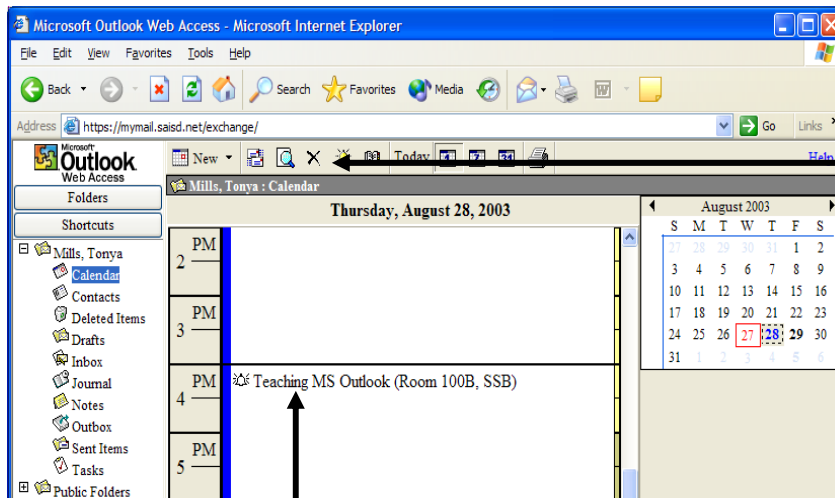 Microsoft Outlook Web Access - Microsoft Internet Explorer
File Edit View Favorites Tools Help
Back Search Favorites Media
Address https://mymail.saisd.net/exchange/ Go Links
Microsoft
Outlook
Web Access
New Today 1 7 31 Help
Folders
Shortcuts
Mills, Tonya
Calendar
Contacts
Deleted Items
Drafts
Inbox
Journal
Notes
Outbox
Sent Items
Tasks
Public Folders
Mills, Tonya : Calendar
Thursday, August 28, 2003
PM
2
PM
3
PM
4 Teaching MS Outlook (Room 100B, SSB)
PM
5
August 2003
S M T W T F S
27 28 29 30 31 1 2
3 4 5 6 7 8 9
10 11 12 13 14 15 16
17 18 19 20 21 22 23
24 25 26 27 28 29 30
31 1 2 3 4 5 6